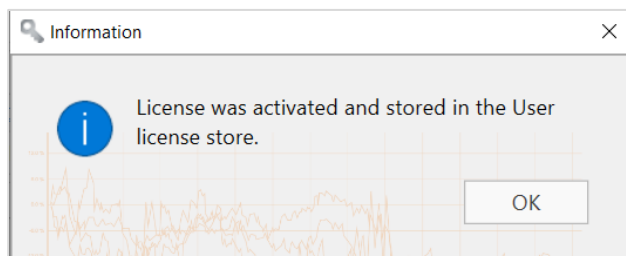 Information
License was activated and stored in the User
license store.
OK